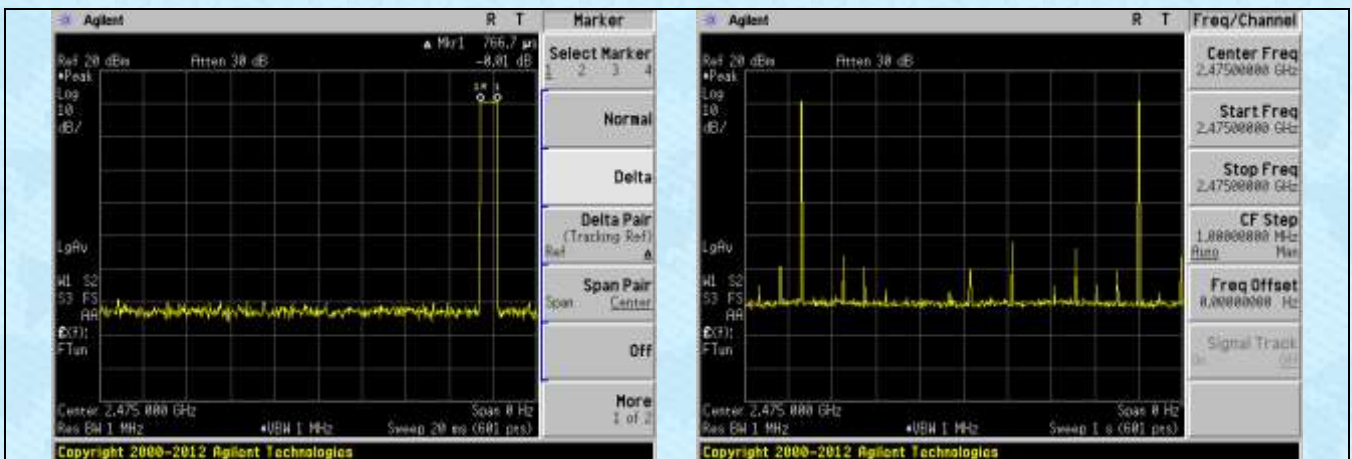 Agilent R T Marker
▲ Mkr1 766.7 µs
Ref 20 dBm Atten 30 dB -0.01 dB
•Peak
Log
10
dB/
1R 1
LgAv
W1 S2
S3 FS
AA
£(f):
FTun
Center 2.475 000 GHz Span 0 Hz
Res BW 1 MHz •VBW 1 MHz Sweep 20 ms (601 pts)
Select Marker
1 2 3 4
Normal
Delta
Delta Pair
(Tracking Ref)
Ref ▲
Span Pair
Span Center
Off
More
1 of 2
Copyright 2000-2012 Agilent Technologies
Agilent R T Freq/Channel
Ref 20 dBm Atten 30 dB
•Peak
Log
10
dB/
LgAv
W1 S2
S3 FS
AA
£(f):
FTun
Center 2.475 000 GHz Span 0 Hz
Res BW 1 MHz •VBW 1 MHz Sweep 1 s (601 pts)
Center Freq
2.47500000 GHz
Start Freq
2.47500000 GHz
Stop Freq
2.47500000 GHz
CF Step
1.00000000 MHz
Auto Man
Freq Offset
0.00000000 Hz
Signal Track
On Off
Copyright 2000-2012 Agilent Technologies